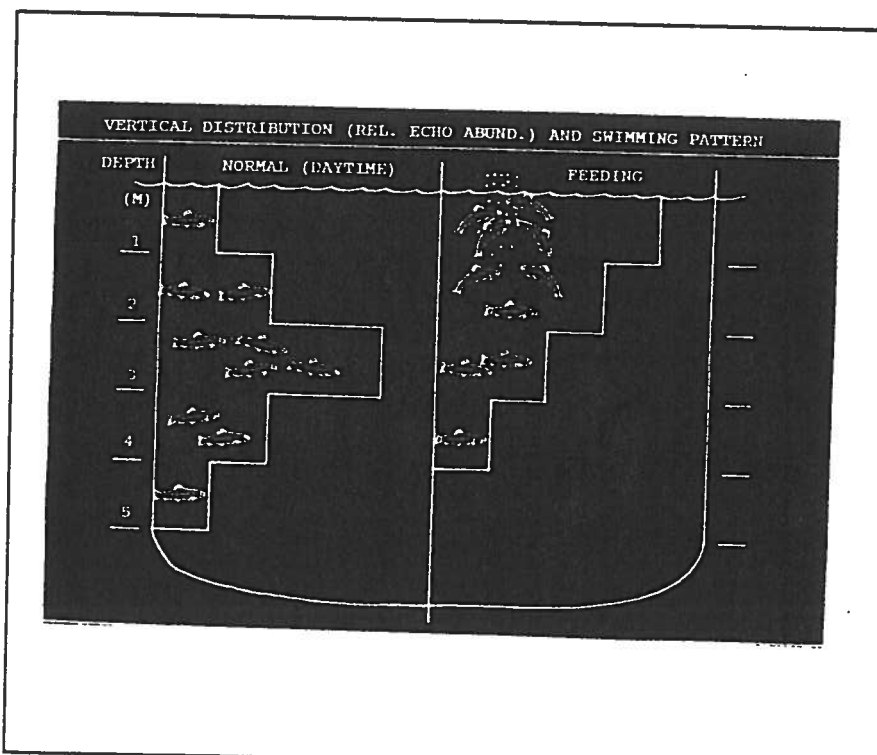 VERTICAL DISTRIBUTION (REL. ECHO ABUND.) AND SWIMMING PATTERN
DEPTH NORMAL (DAYTIME) FEEDING
(M)
1
2
3
4
5